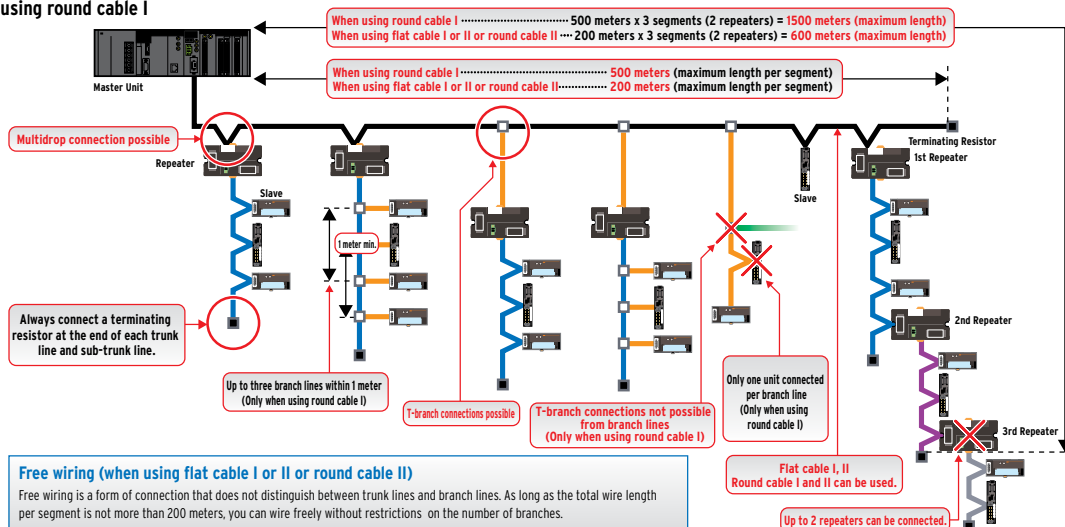 using round cable I
When using round cable I ································ 500 meters x 3 segments (2 repeaters) = 1500 meters (maximum length)
When using flat cable I or II or round cable II ···· 200 meters x 3 segments (2 repeaters) = 600 meters (maximum length)
Master Unit
When using round cable I ············································ 500 meters (maximum length per segment)
When using flat cable I or II or round cable II ·············· 200 meters (maximum length per segment)
Multidrop connection possible
Repeater
Slave
1 meter min.
Slave
Terminating Resistor
1st Repeater
2nd Repeater
3rd Repeater
Always connect a terminating
resistor at the end of each trunk
line and sub-trunk line.
Up to three branch lines within 1 meter
(Only when using round cable I)
T-branch connections possible
T-branch connections not possible
from branch lines
(Only when using round cable I)
Only one unit connected
per branch line
(Only when using
round cable I)
Flat cable I, II
Round cable I and II can be used.
Up to 2 repeaters can be connected.
Free wiring (when using flat cable I or II or round cable II)
Free wiring is a form of connection that does not distinguish between trunk lines and branch lines. As long as the total wire length
per segment is not more than 200 meters, you can wire freely without restrictions on the number of branches.